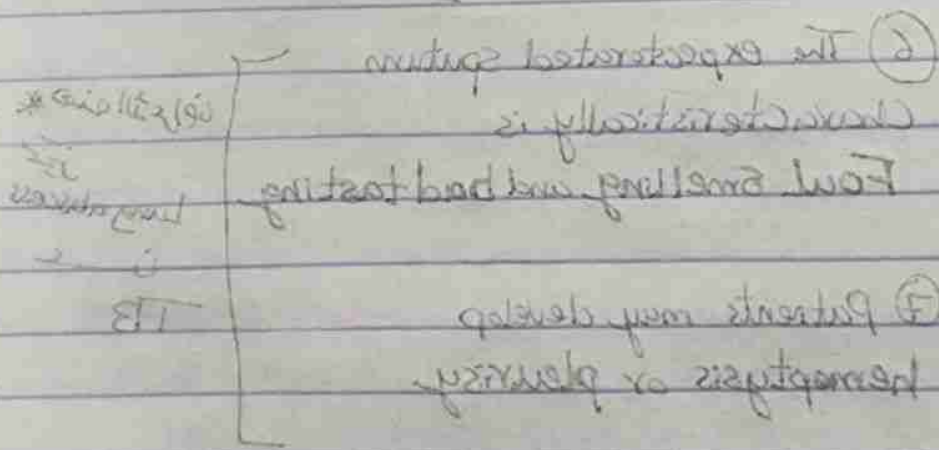 ⑥ The expectorated sputum
characteristically is
Foul smelling and bad tasting
⑦ Patients may develop
hemoptysis or pleurisy
*
بين
Lung abscess
و
TB